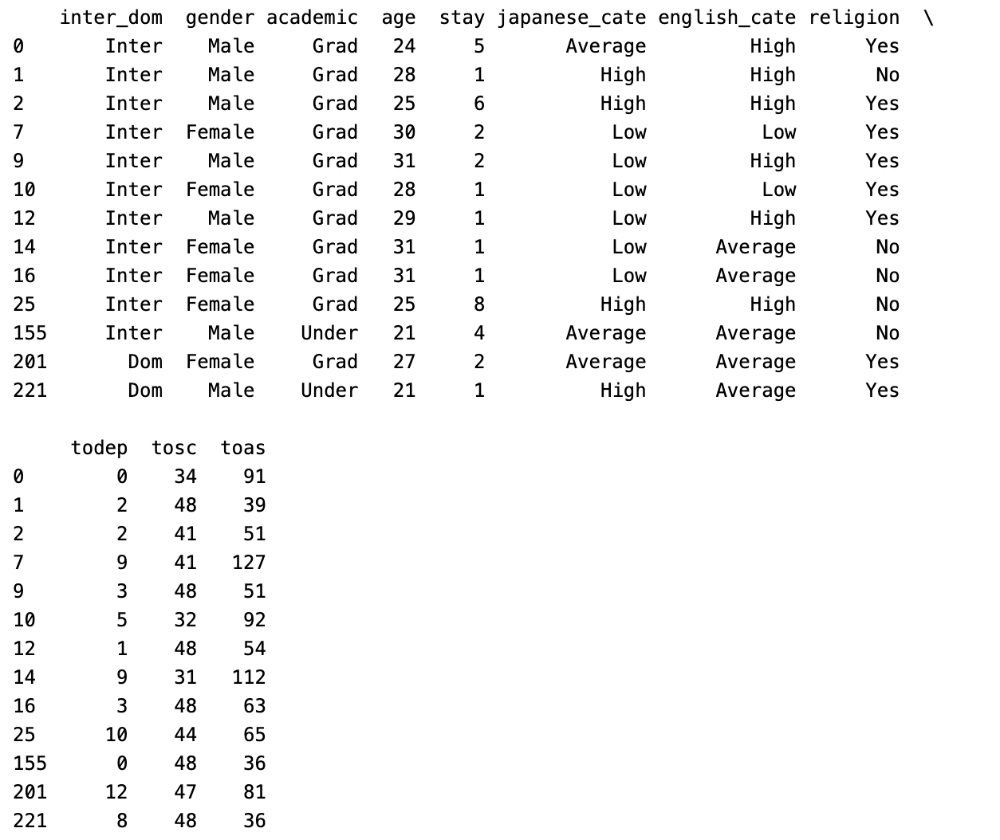 inter_dom gender academic age stay japanese_cate english_cate religion \
0 Inter Male Grad 24 5 Average High Yes
1 Inter Male Grad 28 1 High High No
2 Inter Male Grad 25 6 High High Yes
7 Inter Female Grad 30 2 Low Low Yes
9 Inter Male Grad 31 2 Low High Yes
10 Inter Female Grad 28 1 Low Low Yes
12 Inter Male Grad 29 1 Low High Yes
14 Inter Female Grad 31 1 Low Average No
16 Inter Female Grad 31 1 Low Average No
25 Inter Female Grad 25 8 High High No
155 Inter Male Under 21 4 Average Average No
201 Dom Female Grad 27 2 Average Average Yes
221 Dom Male Under 21 1 High Average Yes
todep tosc toas
0 0 34 91
1 2 48 39
2 2 41 51
7 9 41 127
9 3 48 51
10 5 32 92
12 1 48 54
14 9 31 112
16 3 48 63
25 10 44 65
155 0 48 36
201 12 47 81
221 8 48 36